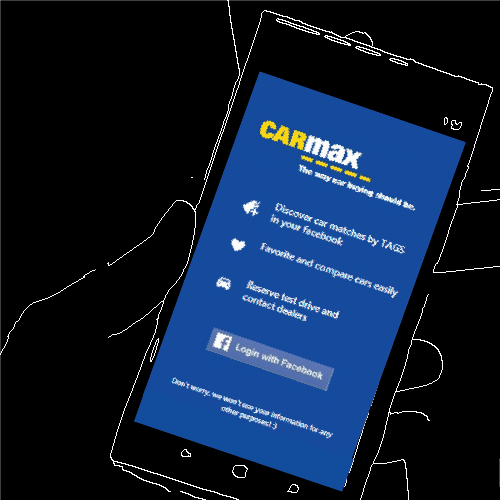 CARmax
The way car buying should be.
Discover car matches by TAGS
in your facebook
Favorite and compare cars easily
Reserve test drive and
contact dealers
Login with Facebook
Don't worry, we won't use your information for any
other purposes! :)